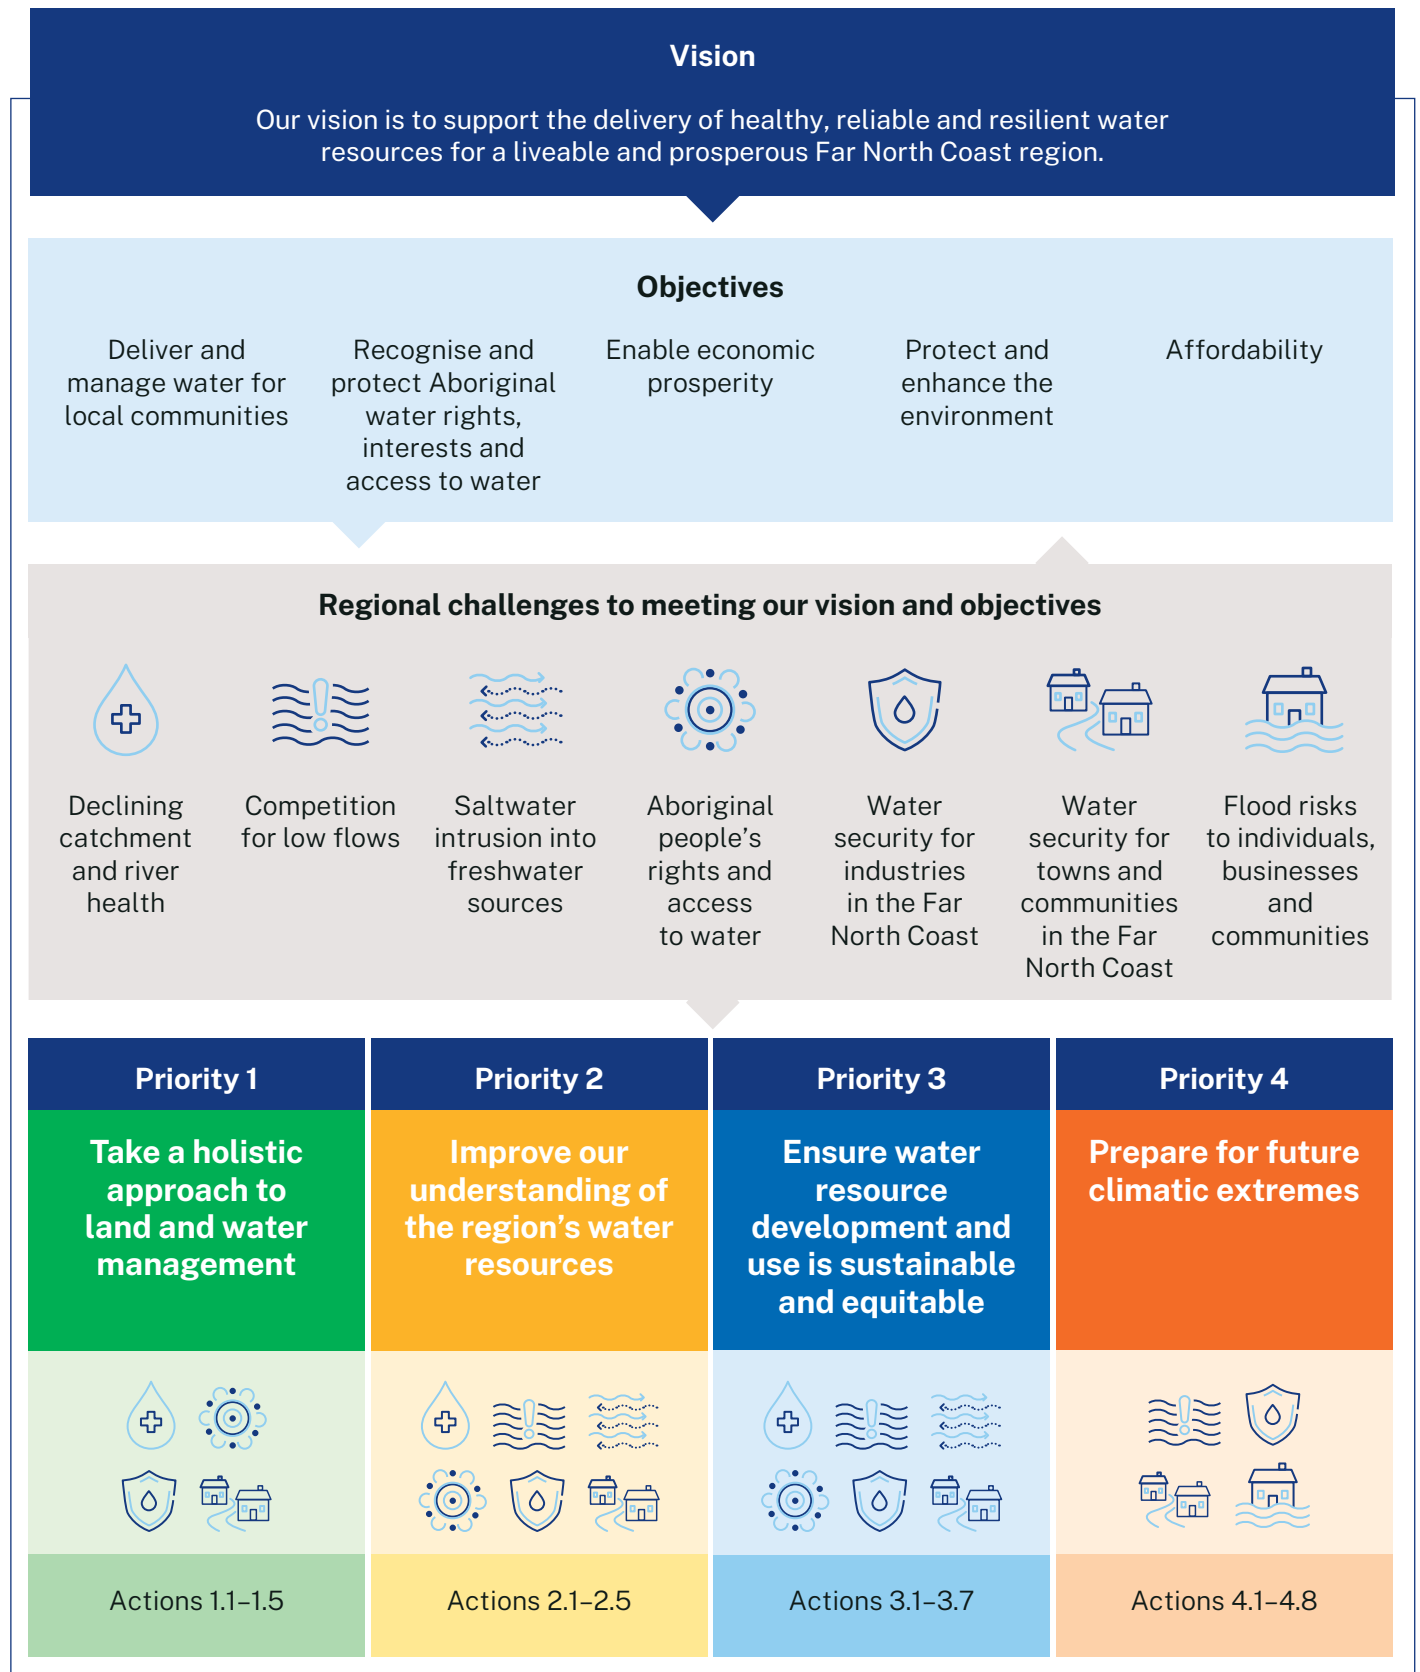 Vision
Our vision is to support the delivery of healthy, reliable and resilient water
resources for a liveable and prosperous Far North Coast region.
Objectives
Deliver and
manage water for
local communities
Recognise and
protect Aboriginal
water rights,
interests and
access to water
Enable economic
prosperity
Protect and
enhance the
environment
Affordability
Regional challenges to meeting our vision and objectives
Declining
catchment
and river
health
Competition
for low flows
Saltwater
intrusion into
freshwater
sources
Aboriginal
people’s
rights and
access
to water
Water
security for
industries
in the Far
North Coast
Water
security for
towns and
communities
in the Far
North Coast
Flood risks
to individuals,
businesses
and
communities
Priority 1
Take a holistic
approach to
land and water
management
Actions 1.1–1.5
Priority 2
Improve our
understanding of
the region’s water
resources
Actions 2.1–2.5
Priority 3
Ensure water
resource
development and
use is sustainable
and equitable
Actions 3.1–3.7
Priority 4
Prepare for future
climatic extremes
Actions 4.1–4.8